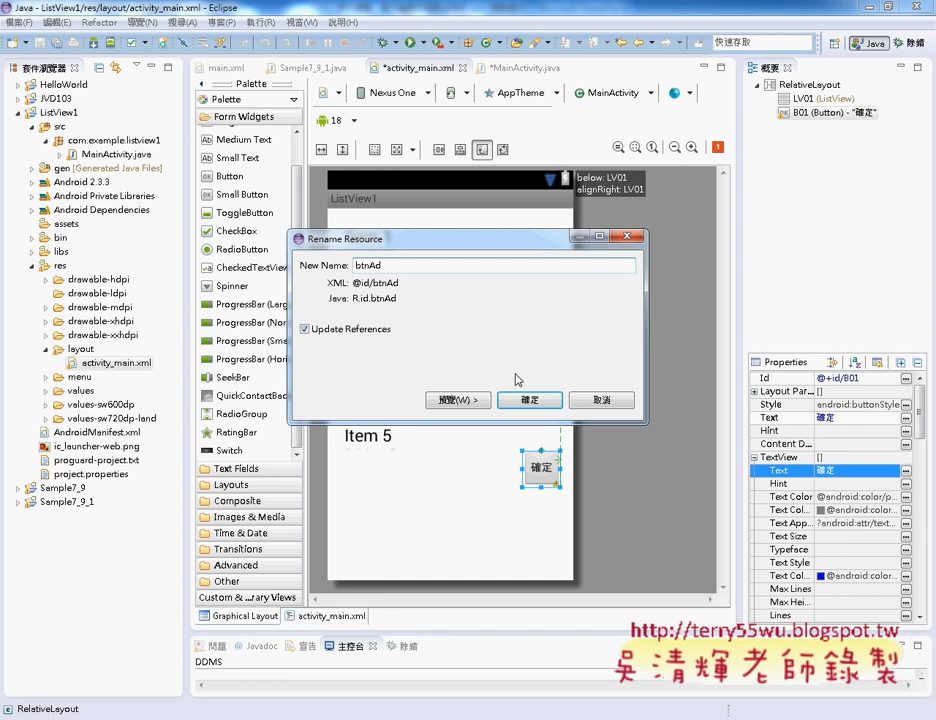 Java - ListView1/res/layout/activity_main.xml - Eclipse
檔案(F) 編輯(E) Refactor 導覽(N) 搜尋(A) 專案(P) 執行(R) 視窗(W) 說明(H)
快速存取
Java
除錯
套件瀏覽器
HelloWorld
JVD103
ListView1
src
com.example.listview1
MainActivity.java
gen [Generated Java Files]
Android 2.3.3
Android Private Libraries
Android Dependencies
assets
bin
libs
res
drawable-hdpi
drawable-ldpi
drawable-mdpi
drawable-xhdpi
drawable-xxhdpi
layout
activity_main.xml
menu
values
values-sw600dp
values-sw720dp-land
AndroidManifest.xml
ic_launcher-web.png
proguard-project.txt
project.properties
Sample7_9
Sample7_9_1
main.xml
Sample7_9_1.java
*activity_main.xml
*MainActivity.java
Palette
Palette
Form Widgets
Medium Text
Small Text
Button
Small Button
ToggleButton
CheckBox
RadioButton
CheckedTextView
Spinner
ProgressBar (Larg
ProgressBar (Nor
ProgressBar (Sma
ProgressBar (Hori
SeekBar
QuickContactBad
RadioGroup
RatingBar
Switch
Text Fields
Layouts
Composite
Images & Media
Time & Date
Transitions
Advanced
Other
Custom & ...rary Views
Nexus One
AppTheme
MainActivity
18
1
below: LV01
alignRight: LV01
ListView1
Item 5
確定
Rename Resource
New Name: btnAd
XML: @id/btnAd
Java: R.id.btnAd
Update References
預覽(W) >
確定
取消
Graphical Layout
activity_main.xml
問題
@ Javadoc
宣告
主控台
除錯
DDMS
概要
RelativeLayout
LV01 (ListView)
B01 (Button) - "確定"
Properties
Id @+id/B01
Layout Par... []
Style android:buttonStyle
Text 確定
Hint
Content D...
TextView []
Text 確定
Hint
Text Color @android:color/p
Text Col... @android:color...
Text App... ?android:attr/text...
Text Size
Typeface
Text Style
Text Col... @android:color...
Max Lines
Max Hei...
Lines
http://terry55wu.blogspot.tw
吳清輝老師錄製
RelativeLayout